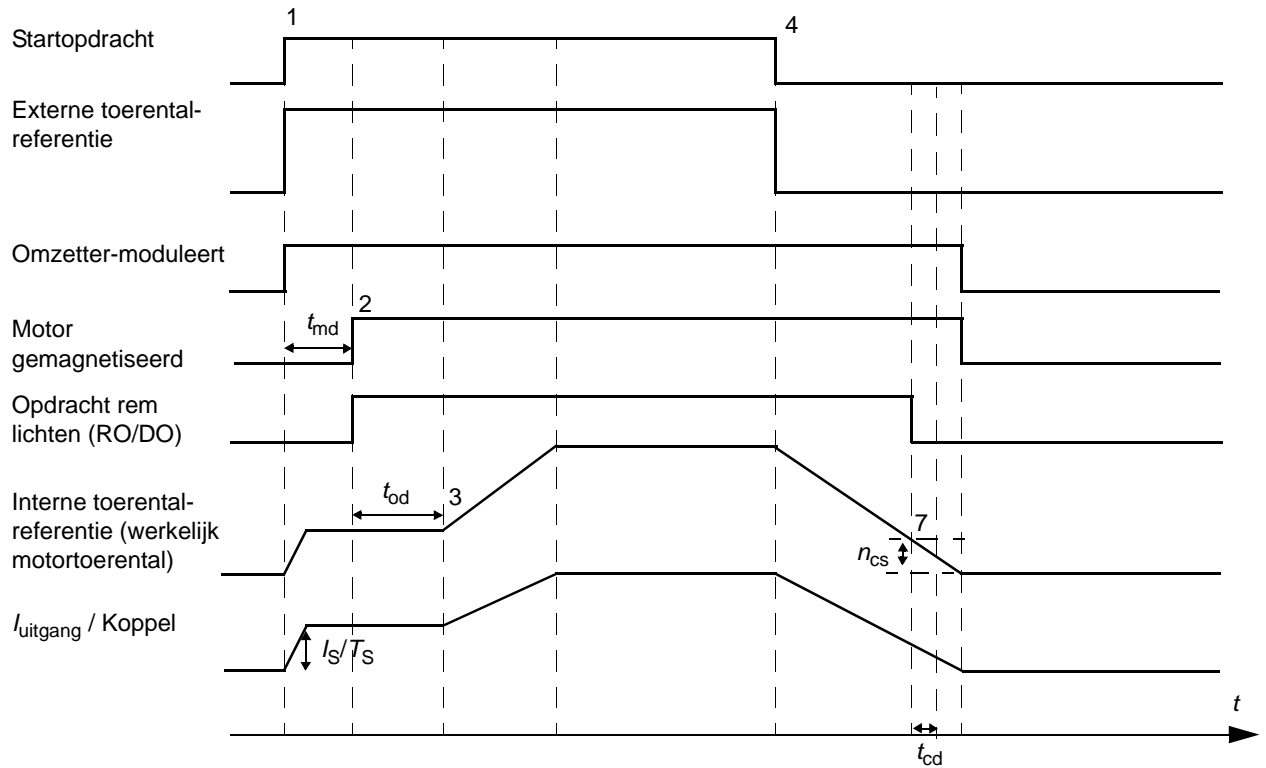 1
4
Startopdracht
Externe toerental-
referentie
Omzetter-moduleert
2
Motor
gemagnetiseerd
tmd
Opdracht rem
lichten (RO/DO)
Interne toerental-
referentie (werkelijk
motortoerental)
tod
3
7
ncs
Iuitgang / Koppel
IS/TS
t
tcd